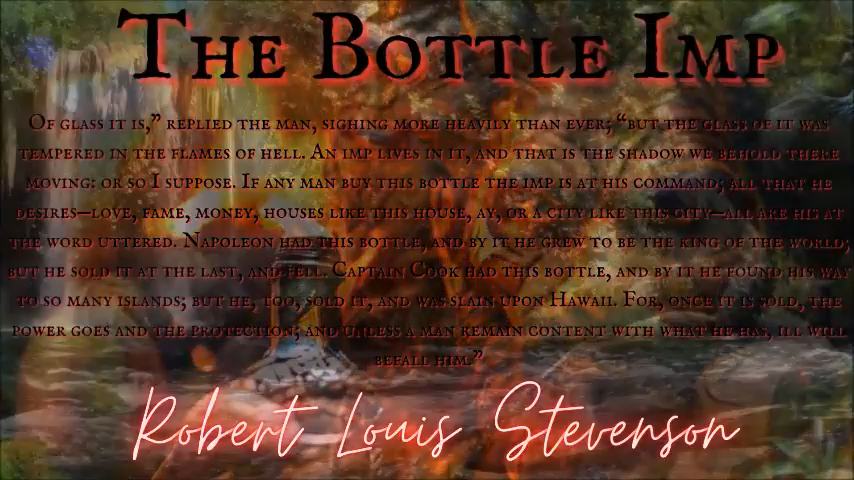 The Bottle Imp
Of glass it is,” replied the man, sighing more heavily than ever; “but the glass of it was
tempered in the flames of hell. An imp lives in it, and that is the shadow we behold there
moving: or so I suppose. If any man buy this bottle the imp is at his command; all that he
desires—love, fame, money, houses like this house, ay, or a city like this city—all are his at
the word uttered. Napoleon had this bottle, and by it he grew to be the king of the world;
but he sold it at the last, and fell. Captain Cook had this bottle, and by it he found his way
to so many islands; but he, too, sold it, and was slain upon Hawaii. For, once it is sold, the
power goes and the protection; and unless a man remain content with what he has, ill will
befall him.”
Robert Louis Stevenson